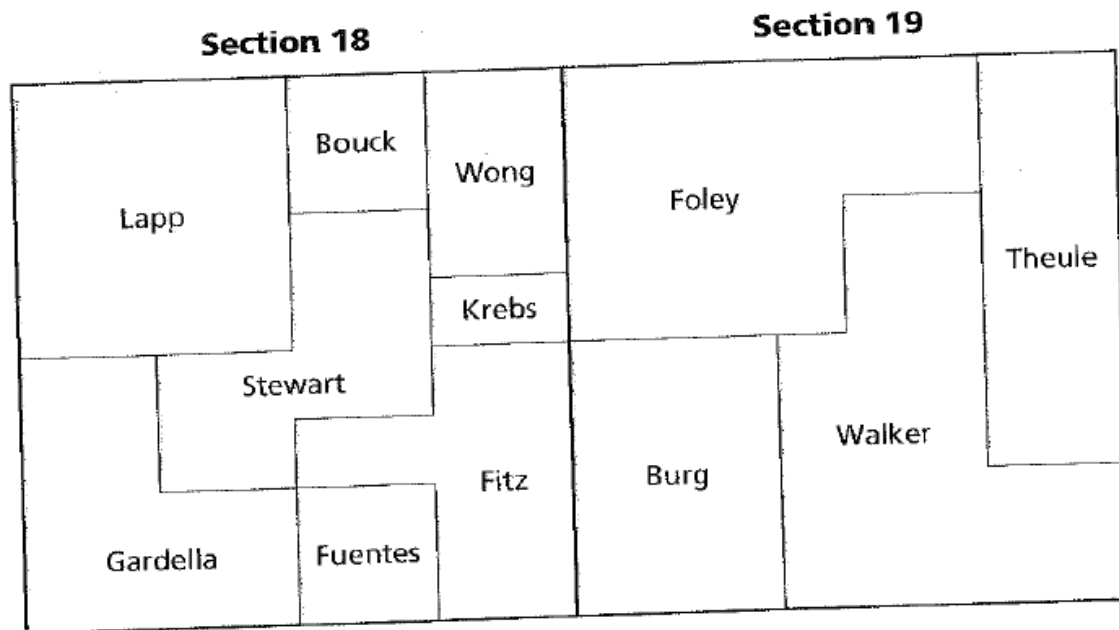 Section 18
Section 19
Lapp
Bouck
Wong
Foley
Theule
Krebs
Stewart
Walker
Gardella
Fuentes
Fitz
Burg